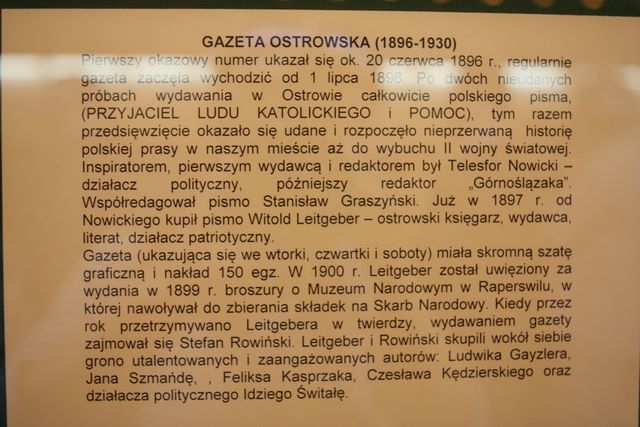 GAZETA OSTROWSKA (1896-1930)
Pierwszy okazowy numer ukazał się ok. 20 czerwca 1896 r., regularnie
gazeta zaczęła wychodzić od 1 lipca 1896. Po dwóch nieudanych
próbach wydawania w Ostrowie całkowicie polskiego pisma,
(PRZYJACIEL LUDU KATOLICKIEGO i POMOC), tym razem
przedsięwzięcie okazało się udane i rozpoczęło nieprzerwaną historię
polskiej prasy w naszym mieście aż do wybuchu II wojny światowej.
Inspiratorem, pierwszym wydawcą i redaktorem był Telesfor Nowicki –
działacz polityczny, późniejszy redaktor „Górnoślązaka”.
Współredagował pismo Stanisław Graszyński. Już w 1897 r. od
Nowickiego kupił pismo Witold Leitgeber – ostrowski księgarz, wydawca,
literat, działacz patriotyczny.
Gazeta (ukazująca się we wtorki, czwartki i soboty) miała skromną szatę
graficzną i nakład 150 egz. W 1900 r. Leitgeber został uwięziony za
wydania w 1899 r. broszury o Muzeum Narodowym w Raperswilu, w
której nawoływał do zbierania składek na Skarb Narodowy. Kiedy przez
rok przetrzymywano Leitgebera w twierdzy, wydawaniem gazety
zajmował się Stefan Rowiński. Leitgeber i Rowiński skupili wokół siebie
grono utalentowanych i zaangażowanych autorów: Ludwika Gayzlera,
Jana Szmańdę, , Feliksa Kasprzaka, Czesława Kędzierskiego oraz
działacza politycznego Idziego Świtałę.